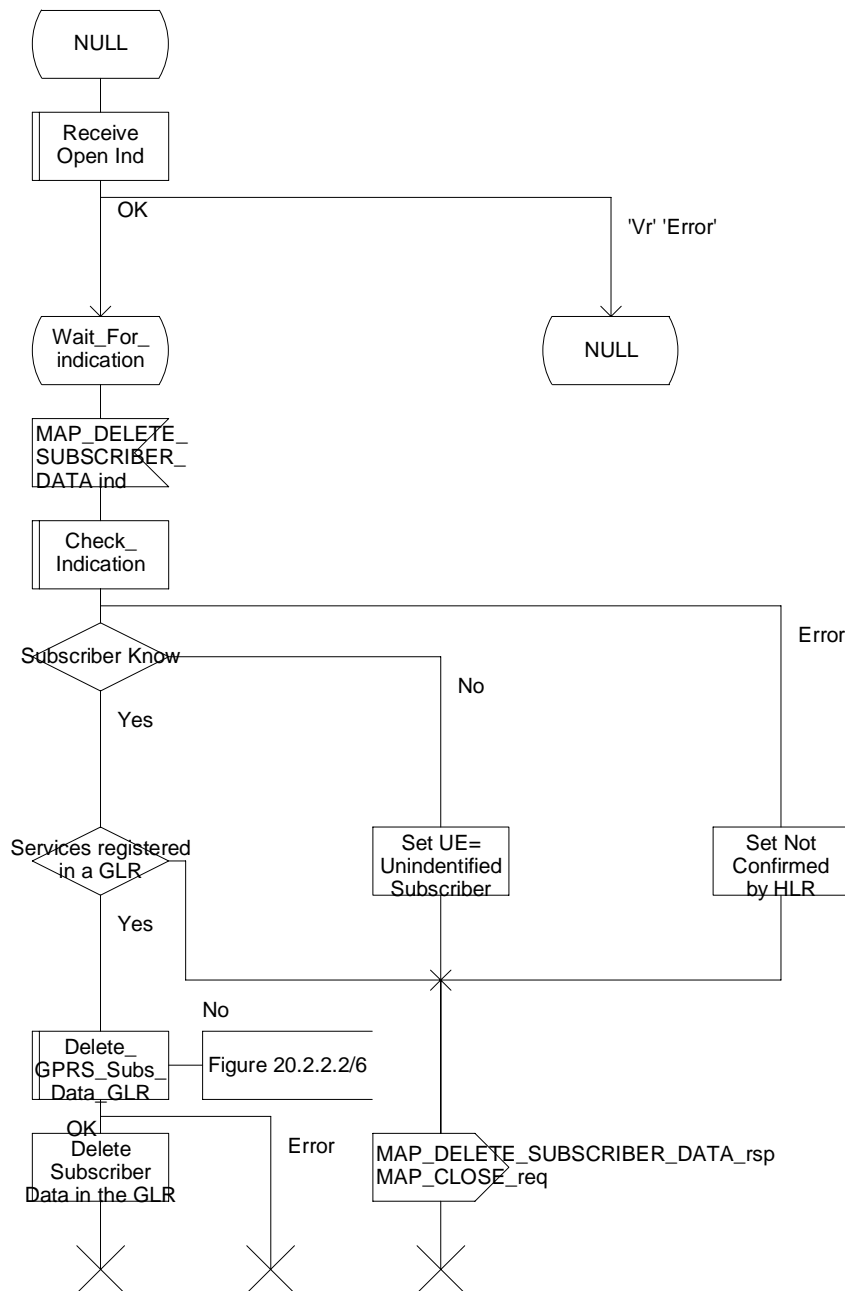 NULL
Receive
Open Ind
OK
'Vr' 'Error'
Wait_For_
indication
NULL
MAP_DELETE_
SUBSCRIBER_
DATA ind
Check_
Indication
Error
Subscriber Know
No
Yes
Services registered
in a GLR
Set UE=
Unindentified
Subscriber
Set Not
Confirmed
by HLR
Yes
No
Delete_
GPRS_Subs_
Data_GLR
Figure 20.2.2.2/6
OK
Error
Delete
Subscriber
Data in the GLR
MAP_DELETE_SUBSCRIBER_DATA_rsp
MAP_CLOSE_req